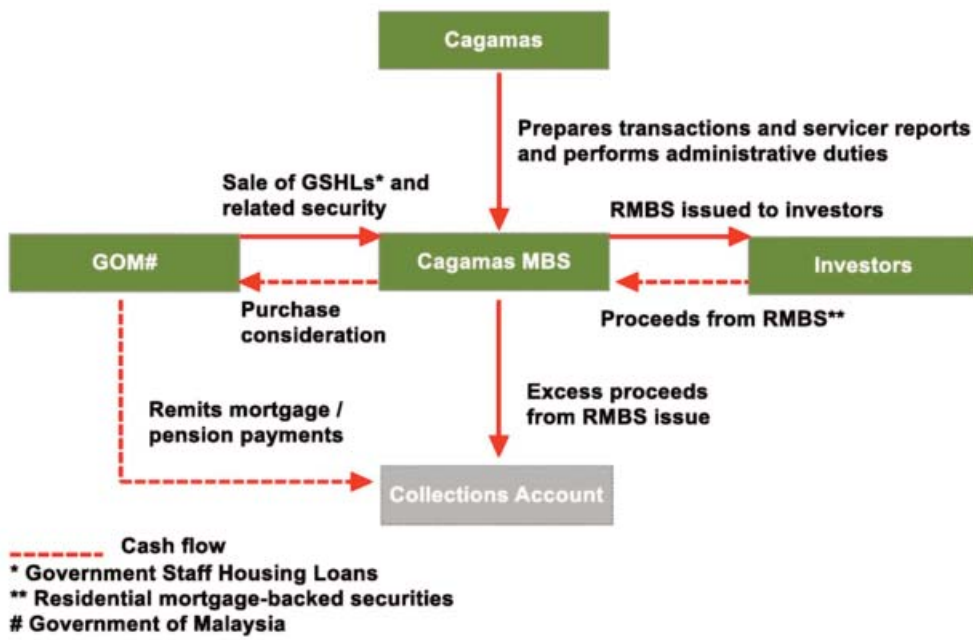 Cagamas
Prepares transactions and servicer reports
and performs administrative duties
Sale of GSHLs* and
related security
RMBS issued to investors
GOM#
Cagamas MBS
Investors
Purchase
consideration
Proceeds from RMBS**
Remits mortgage /
pension payments
Excess proceeds
from RMBS issue
Collections Account
Cash flow
* Government Staff Housing Loans
** Residential mortgage-backed securities
# Government of Malaysia